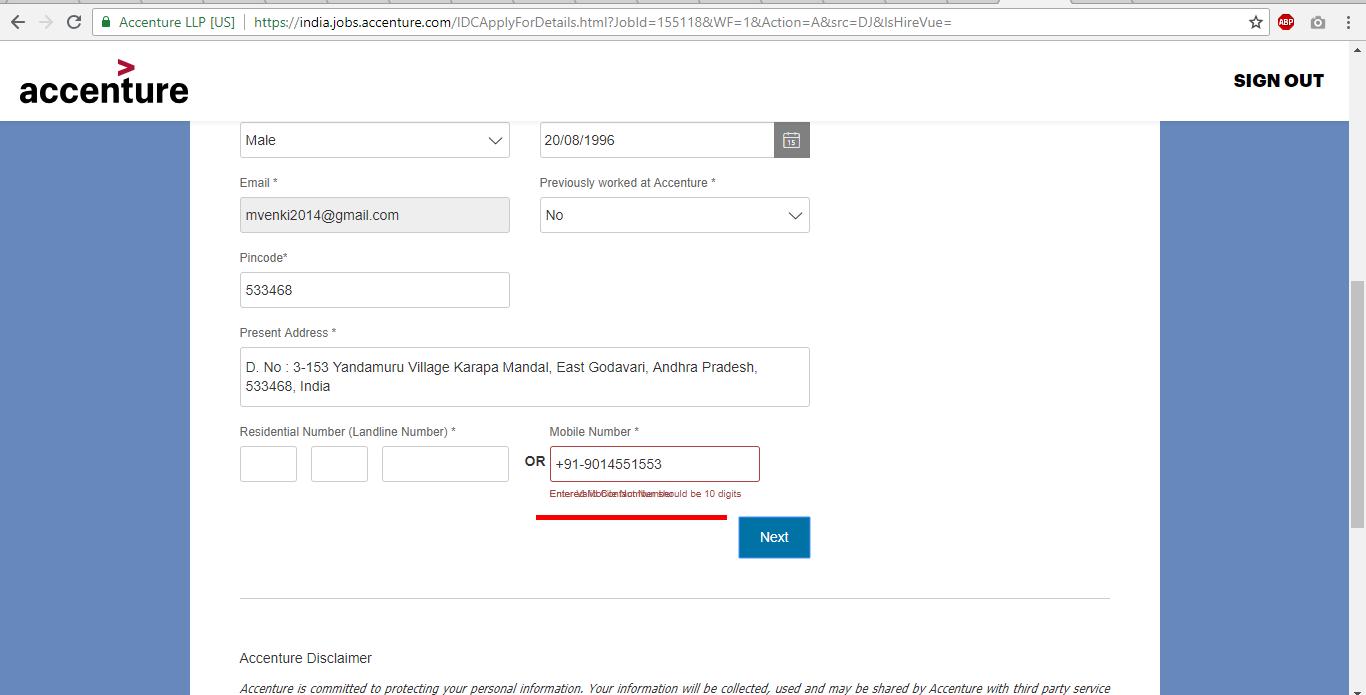 Accenture LLP [US] | https://india.jobs.accenture.com/IDCApplyForDetails.html?JobId=155118&WF=1&Action=A&src=DJ&IsHireVue=
ABP
accenture
SIGN OUT
Male
20/08/1996
15
Email *
Previously worked at Accenture *
mvenki2014@gmail.com
No
Pincode*
533468
Present Address *
D. No : 3-153 Yandamuru Village Karapa Mandal, East Godavari, Andhra Pradesh,
533468, India
Residential Number (Landline Number) *
Mobile Number *
OR
+91-9014551553
should be 10 digits
Next
Accenture Disclaimer
Accenture is committed to protecting your personal information. Your information will be collected, used and may be shared by Accenture with third party service